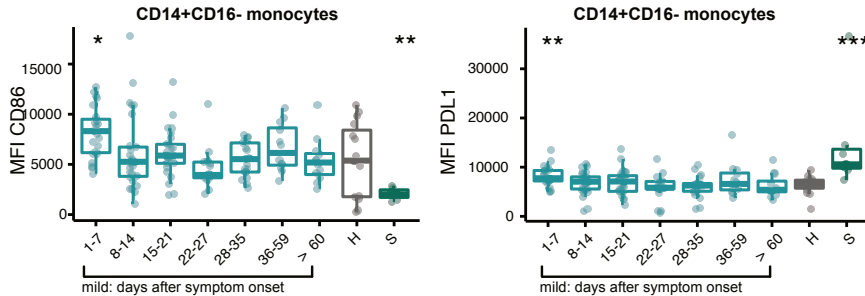 CD14+CD16- monocytes
* **
MFI CD86
15000
10000
5000
0
1-7
8-14
15-21
22-27
28-35
36-59
> 60
H
S
mild: days after symptom onset
CD14+CD16- monocytes
** ***
MFI PDL1
30000
20000
10000
0
1-7
8-14
15-21
22-27
28-35
36-59
> 60
H
S
mild: days after symptom onset